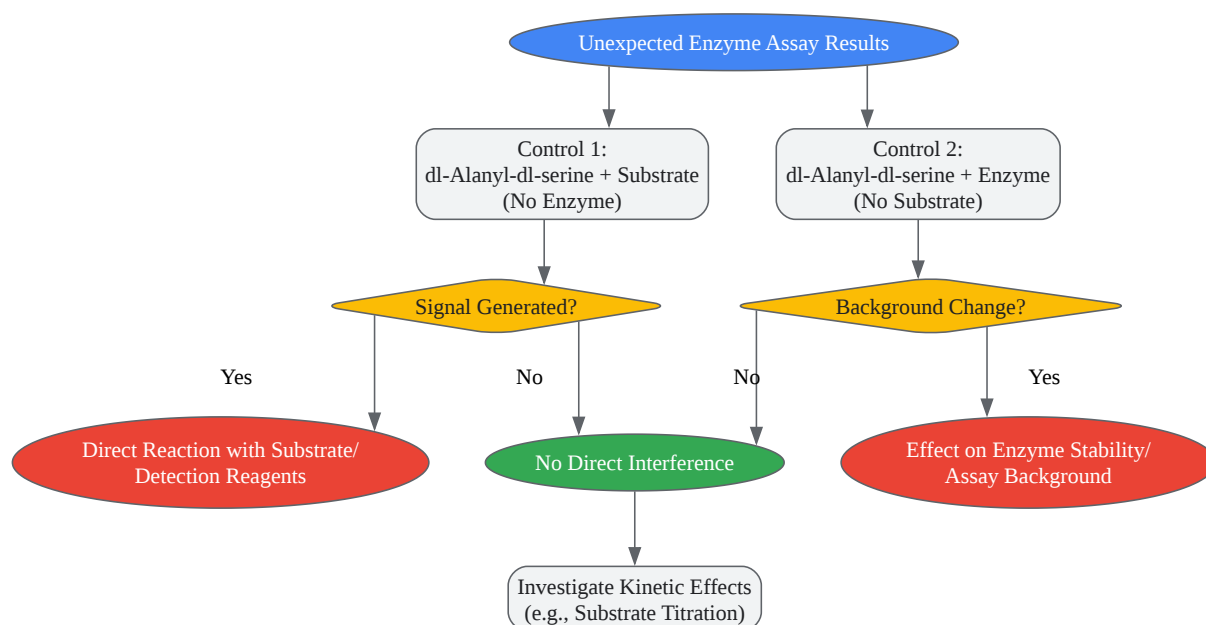 Unexpected Enzyme Assay Results
Control 1:
dl-Alanyl-dl-serine + Substrate
(No Enzyme)
Control 2:
dl-Alanyl-dl-serine + Enzyme
(No Substrate)
Signal Generated?
Background Change?
Yes
No
No
Yes
Direct Reaction with Substrate/
Detection Reagents
No Direct Interference
Effect on Enzyme Stability/
Assay Background
Investigate Kinetic Effects
(e.g., Substrate Titration)